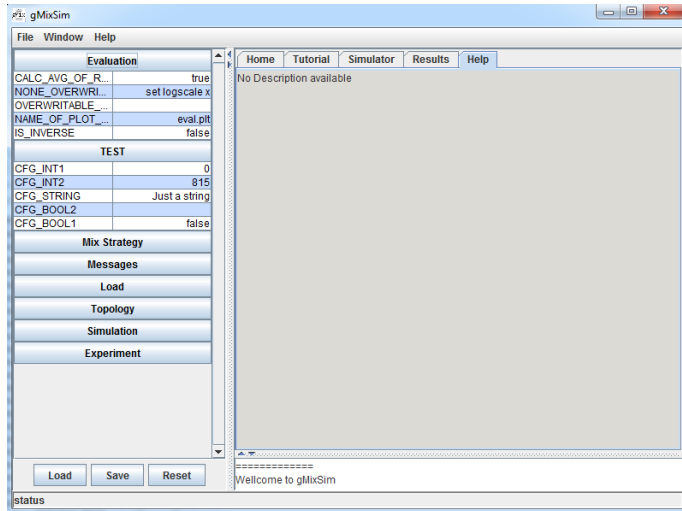 gMixSim
File Window Help
Evaluation
CALC_AVG_OF_R... true
NONE_OVERWRI... set logscale x
OVERWRITABLE_...
NAME_OF_PLOT_... eval.plt
IS_INVERSE false
TEST
CFG_INT1 0
CFG_INT2 815
CFG_STRING Just a string
CFG_BOOL2
CFG_BOOL1 false
Mix Strategy
Messages
Load
Topology
Simulation
Experiment
Load Save Reset
Home Tutorial Simulator Results Help
No Description available
=============
Wellcome to gMixSim
status